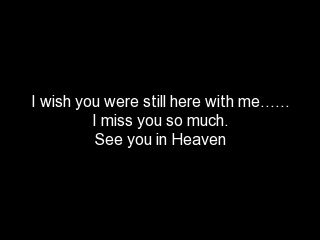 I wish you were still here with me......
I miss you so much.
See you in Heaven